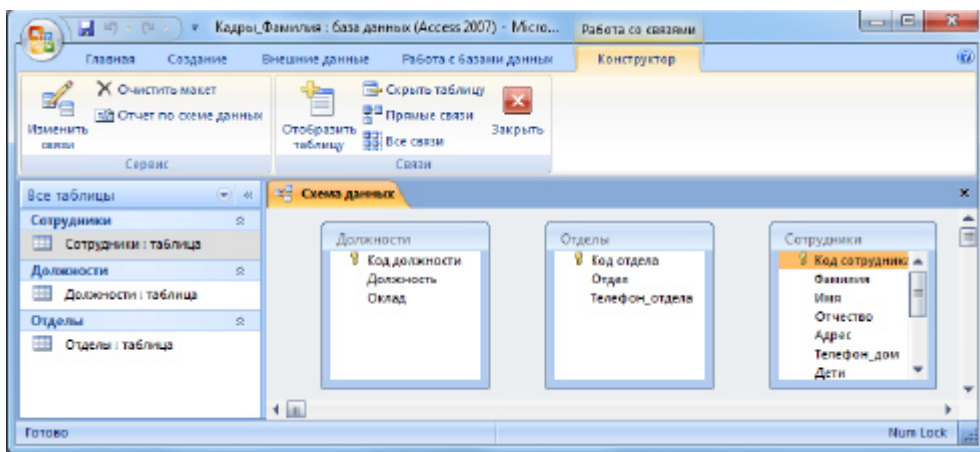 Кадры_Фамилия : база данных (Access 2007) - Micro...
Работа со связями
Главная
Создание
Внешние данные
Работа с базами данных
Конструктор
Изменить связи
Очистить макет
Отчет по схеме данных
Сервис
Отобразить таблицу
Скрыть таблицу
Прямые связи
Все связи
Закрыть
Связи
Все таблицы
Сотрудники
Сотрудники : таблица
Должности
Должности : таблица
Отделы
Отделы : таблица
Схема данных
Должности
Код_должности
Должность
Оклад
Отделы
Код отдела
Отдел
Телефон_отдела
Сотрудники
Код сотрудник
Фамилия
Имя
Отчество
Адрес
Телефон_дом
Дети
Готово
Num Lock